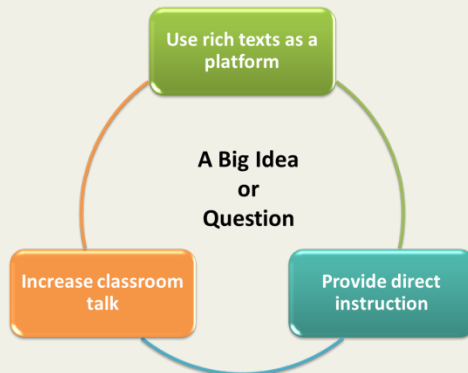 Use rich texts as a
platform
A Big Idea
or
Question
Increase classroom
talk
Provide direct
instruction